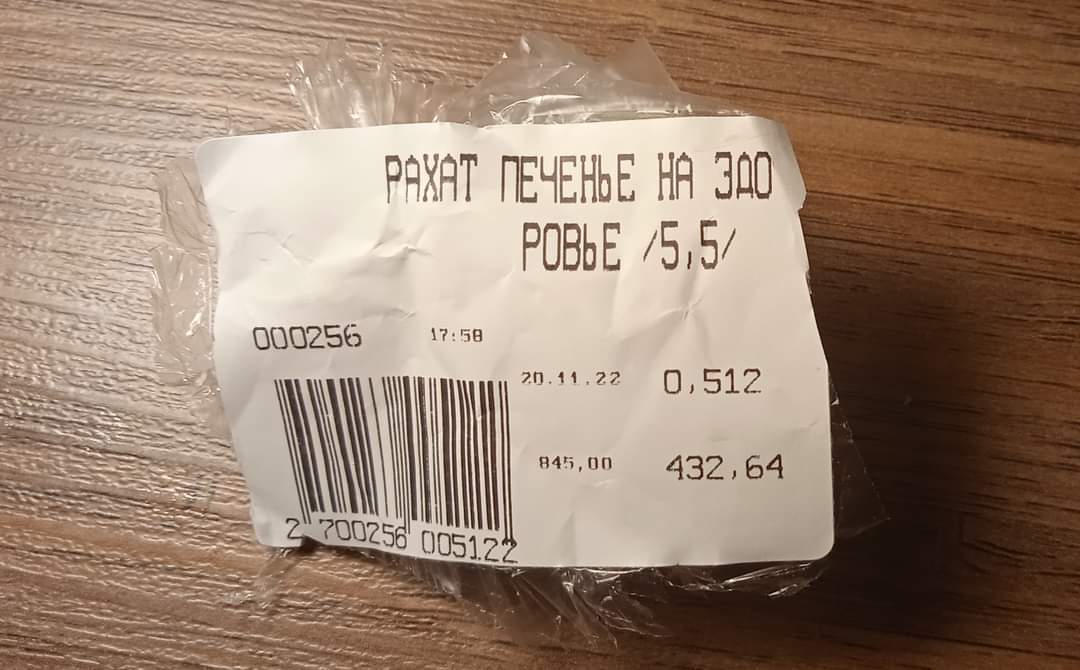 РАХАТ ПЕЧЕНЬЕ НА ЗДО
РОВЬЕ /5,5/
000256 17:58
20.11.22 0,512
845,00 432,64
2 700256 005122